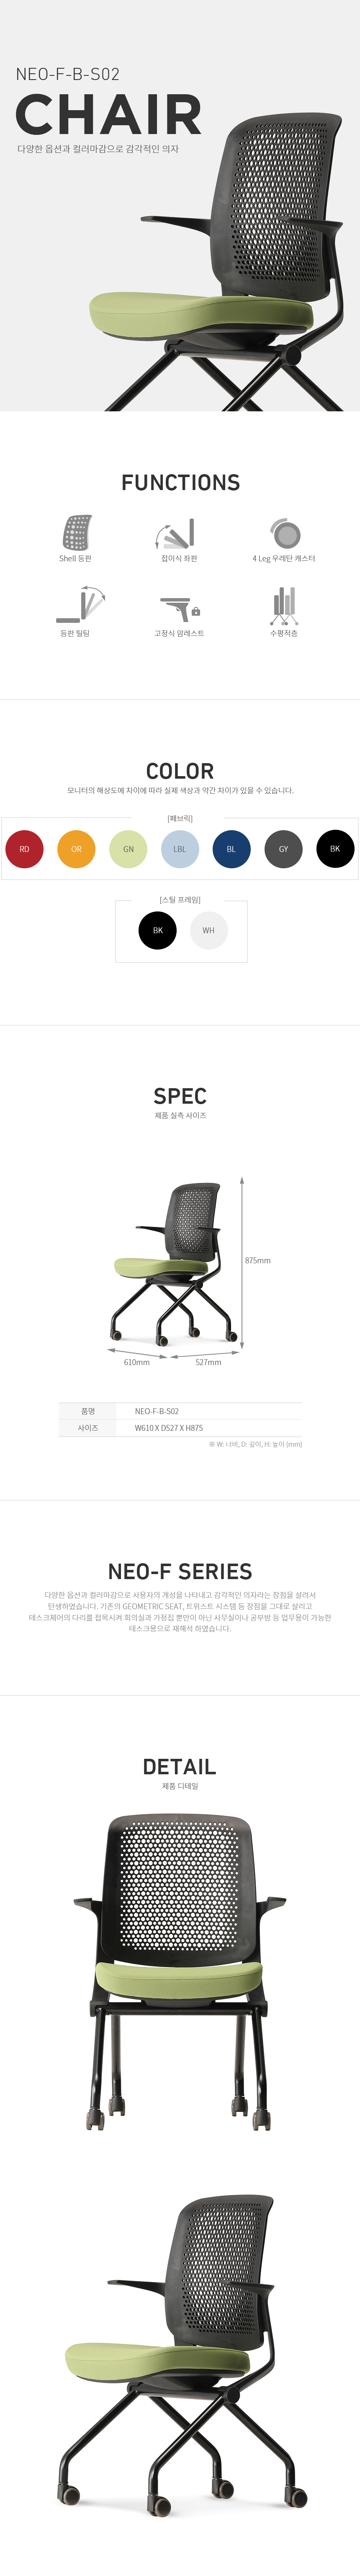 NEO-F-B-S02
CHAIR
다양한 옵션과 컬러마감으로 감각적인 의자
FUNCTIONS
Shell 등판
접이식 좌판
4 Leg 우레탄 캐스터
등판 틸팅
고정식 암레스트
수평적층
COLOR
모니터의 해상도에 차이에 따라 실제 색상과 약간 차이가 있을 수 있습니다.
[패브릭]
RD
OR
GN
LBL
BL
GY
BK
[스틸 프레임]
BK
WH
SPEC
제품 실측 사이즈
875mm
610mm
527mm
품명 NEO-F-B-S02
사이즈 W610 X D527 X H875
※ W: 너비, D: 깊이, H: 높이 (mm)
NEO-F SERIES
다양한 옵션과 컬러마감으로 사용자의 개성을 나타내고 감각적인 의자라는 장점을 살려서
탄생하였습니다. 기존의 GEOMETRIC SEAT, 트위스트 시스템 등 장점을 그대로 살리고
테스크체어의 다리를 접목시켜 회의실과 가정집 뿐만이 아닌 사무실이나 공부방 등 업무용이 가능한
테스크용으로 재해석 하였습니다.
DETAIL
제품 디테일